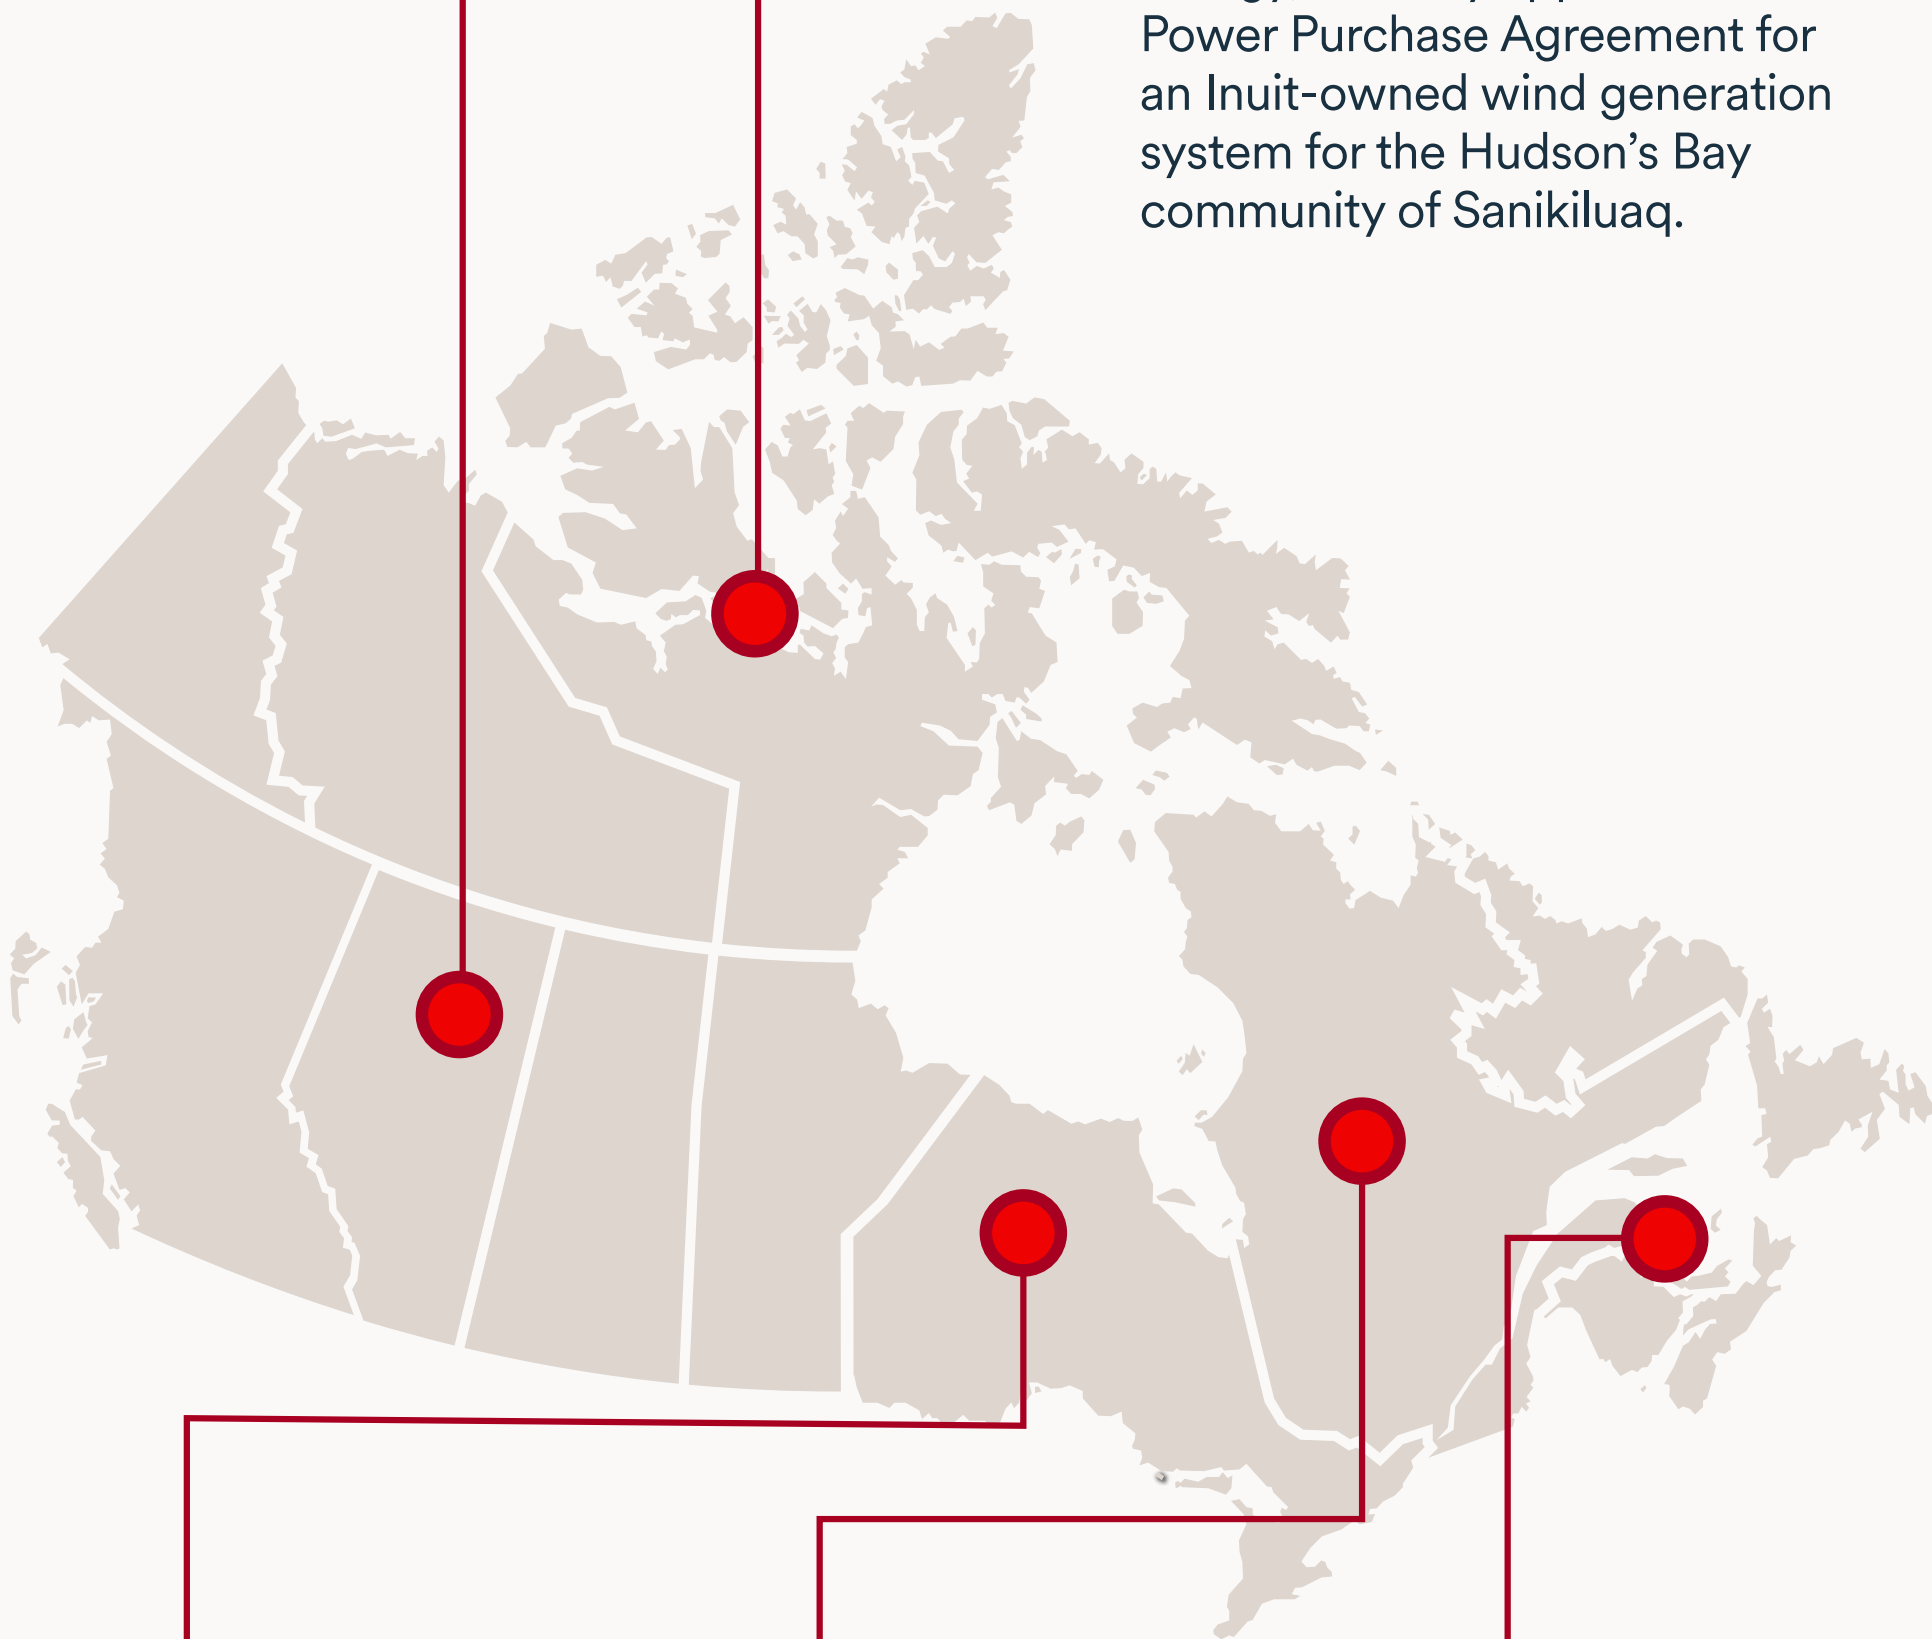 Power Purchase Agreement for
an Inuit-owned wind generation
system for the Hudson’s Bay
community of Sanikiluaq.